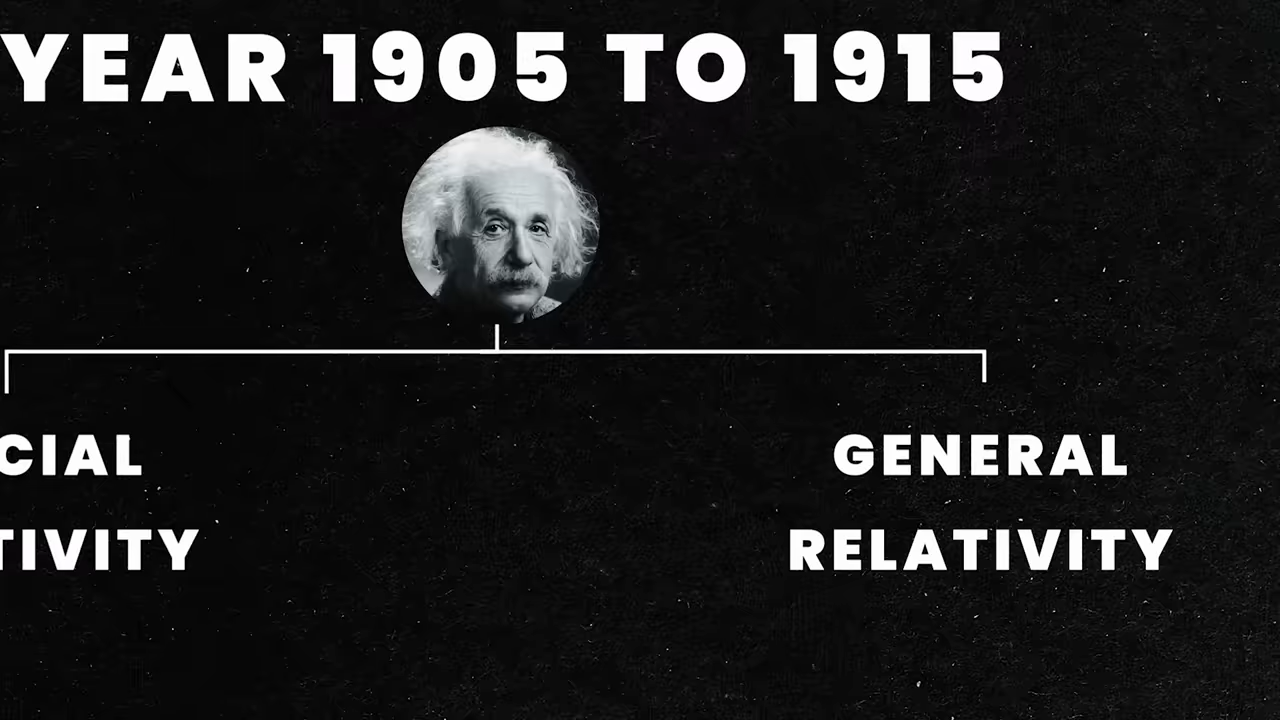 YEAR 1905 TO 1915
CIAL
TIVITY
GENERAL
RELATIVITY